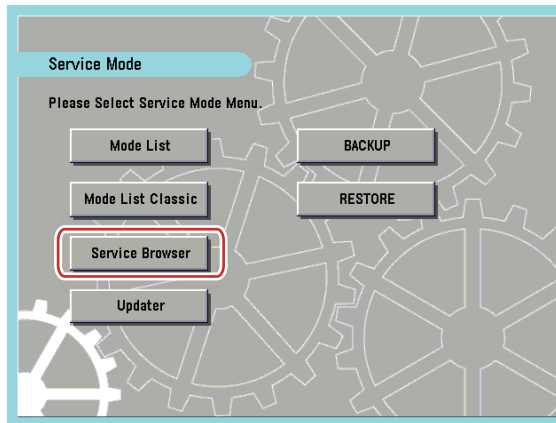 Service Mode
Please Select Service Mode Menu.
Mode List
BACKUP
Mode List Classic
RESTORE
Service Browser
Updater